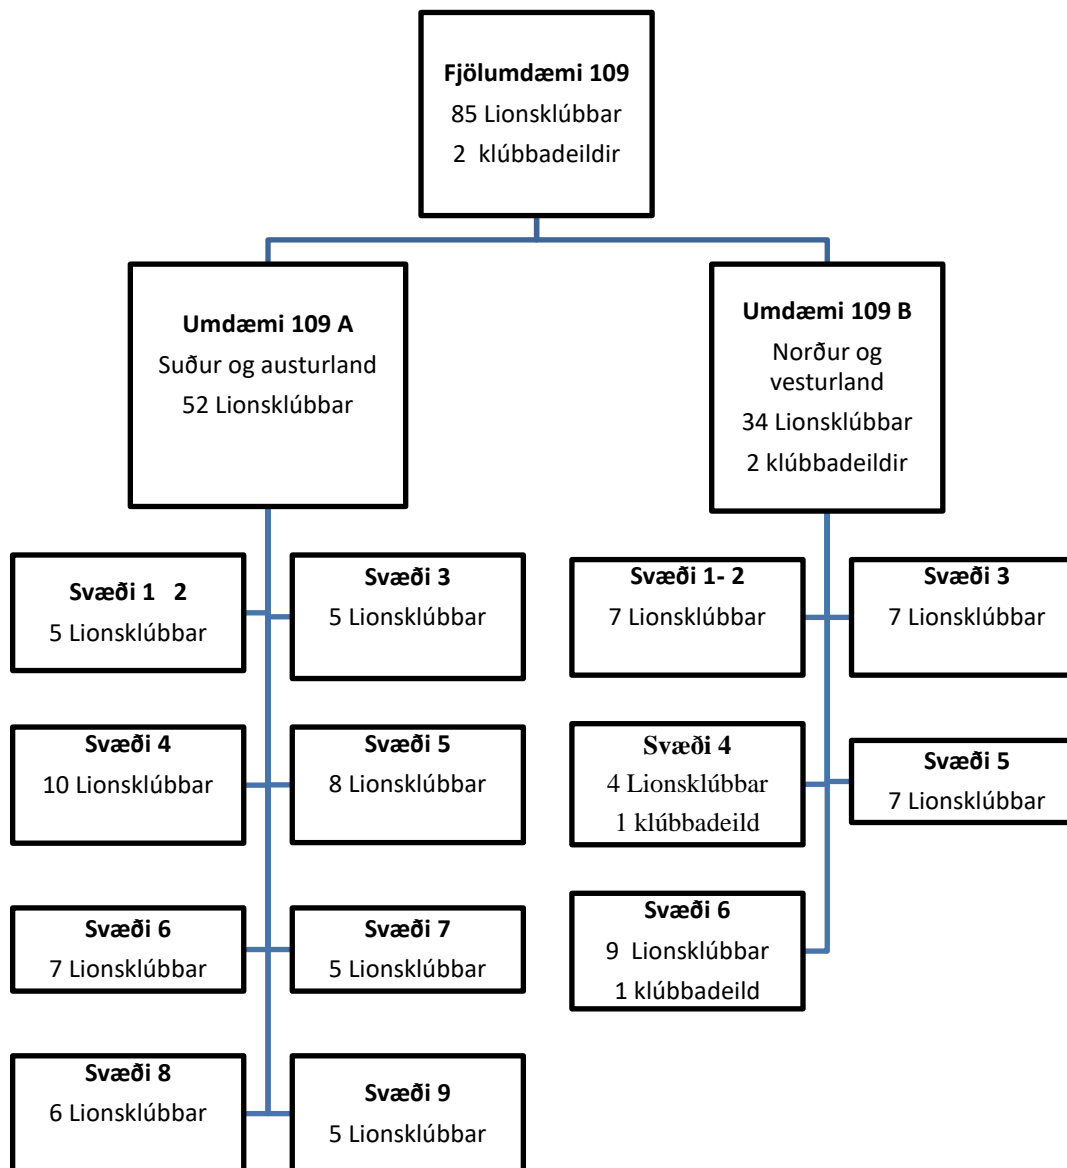 Fjölumdæmi 109
85 Lionsklúbbar
2 klúbbadeildir
Umdæmi 109 A
Suður og austurland
52 Lionsklúbbar
Umdæmi 109 B
Norður og
vesturland
34 Lionsklúbbar
2 klúbbadeildir
Svæði 1 2
5 Lionsklúbbar
Svæði 3
5 Lionsklúbbar
Svæði 1- 2
7 Lionsklúbbar
Svæði 3
7 Lionsklúbbar
Svæði 4
10 Lionsklúbbar
Svæði 5
8 Lionsklúbbar
Svæði 4
4 Lionsklúbbar
1 klúbbadeild
Svæði 5
7 Lionsklúbbar
Svæði 6
7 Lionsklúbbar
Svæði 7
5 Lionsklúbbar
Svæði 6
9 Lionsklúbbar
1 klúbbadeild
Svæði 8
6 Lionsklúbbar
Svæði 9
5 Lionsklúbbar